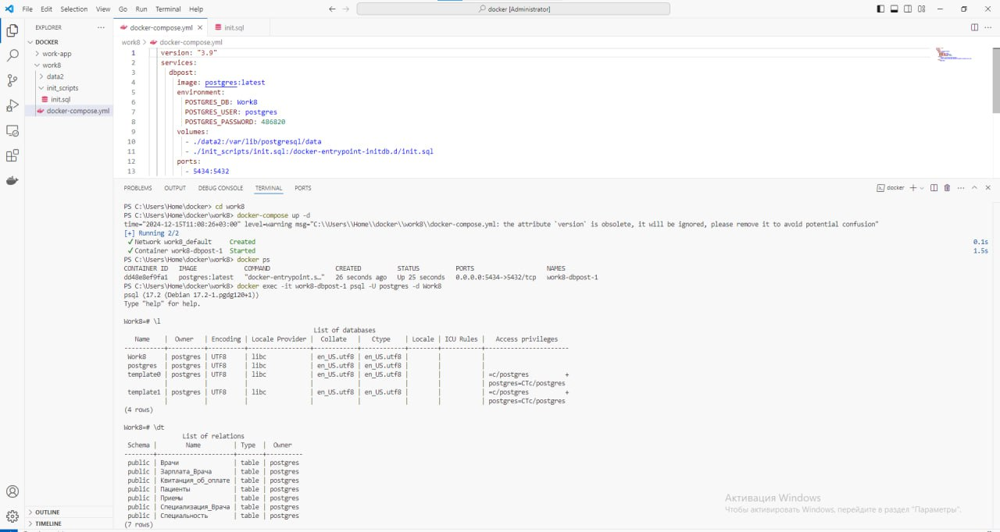 File Edit Selection View Go Run Terminal Help
docker [Administrator]
EXPLORER
docker-compose.yml
init.sql
DOCKER
work-app
work8
data2
init_scripts
init.sql
docker-compose.yml
work8 > docker-compose.yml
1 version: "3.9"
2 services:
3 dbpost:
4 image: postgres:latest
5 environment:
6 POSTGRES_DB: Work8
7 POSTGRES_USER: postgres
8 POSTGRES_PASSWORD: 486820
9 volumes:
10 - ./data2:/var/lib/postgresql/data
11 - ./init_scripts/init.sql:/docker-entrypoint-initdb.d/init.sql
12 ports:
13 - 5434:5432
PROBLEMS OUTPUT DEBUG CONSOLE TERMINAL PORTS
docker
PS C:\Users\Home\docker> cd work8
PS C:\Users\Home\docker\work8> docker-compose up -d
time="2024-12-15T11:08:26+03:00" level=warning msg="C:\\Users\\Home\\docker\\work8\\docker-compose.yml: the attribute `version` is obsolete, it will be ignored, please remove it to avoid potential confusion"
[+] Running 2/2
✓Network work8_default Created 0.1s
✓Container work8-dbpost-1 Started 1.5s
PS C:\Users\Home\docker\work8> docker ps
CONTAINER ID IMAGE COMMAND CREATED STATUS PORTS NAMES
dd48e8ef9fa1 postgres:latest "docker-entrypoint.s…" 26 seconds ago Up 25 seconds 0.0.0.0:5434->5432/tcp work8-dbpost-1
PS C:\Users\Home\docker\work8> docker exec -it work8-dbpost-1 psql -U postgres -d Work8
psql (17.2 (Debian 17.2-1.pgdg120+1))
Type "help" for help.
Work8=# \l
List of databases
Name | Owner | Encoding | Locale Provider | Collate | Ctype | Locale | ICU Rules | Access privileges
-----------+----------+----------+-----------------+------------+------------+--------+-----------+-----------------------
Work8 | postgres | UTF8 | libc | en_US.utf8 | en_US.utf8 | | |
postgres | postgres | UTF8 | libc | en_US.utf8 | en_US.utf8 | | |
template0 | postgres | UTF8 | libc | en_US.utf8 | en_US.utf8 | | | =c/postgres +
| | | | | | | | postgres=CTc/postgres
template1 | postgres | UTF8 | libc | en_US.utf8 | en_US.utf8 | | | =c/postgres +
| | | | | | | | postgres=CTc/postgres
(4 rows)
Work8=# \dt
List of relations
Schema | Name | Type | Owner
--------+---------------------+-------+----------
public | Врачи | table | postgres
public | Зарплата_Врача | table | postgres
public | Квитанция_об_оплате | table | postgres
public | Пациенты | table | postgres
public | Приемы | table | postgres
public | Специализация_Врача | table | postgres
public | Специальность | table | postgres
(7 rows)
OUTLINE
TIMELINE
Активация Windows
Чтобы активировать Windows, перейдите в раздел "Параметры".